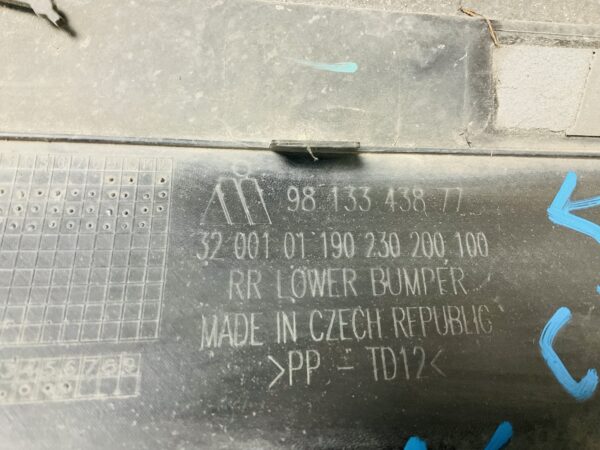 98 133 438 77
32 001 01 190 230 200 100
RR LOWER BUMPER
MADE IN CZECH REPUBLIC
>PP - TD12<